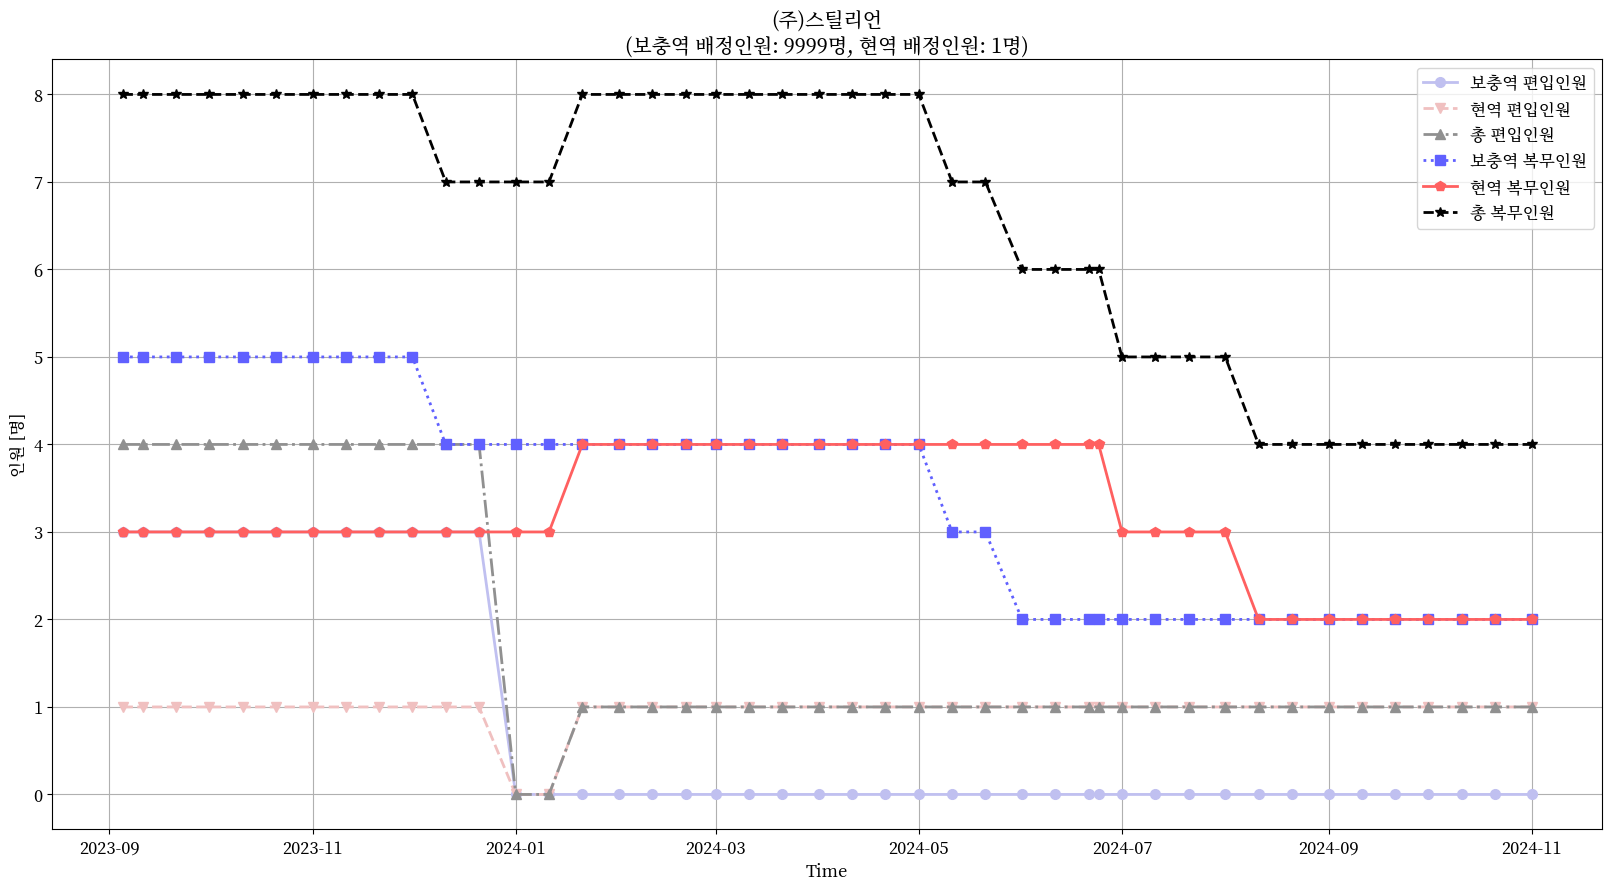 (주)스틸리언
(보충역 배정인원: 9999명, 현역 배정인원: 1명)
보충역 편입인원
현역 편입인원
총 편입인원
보충역 복무인원
현역 복무인원
총 복무인원
인원 [명]
8
7
6
5
4
3
2
1
0
2023-09
2023-11
2024-01
2024-03
2024-05
2024-07
2024-09
2024-11
Time